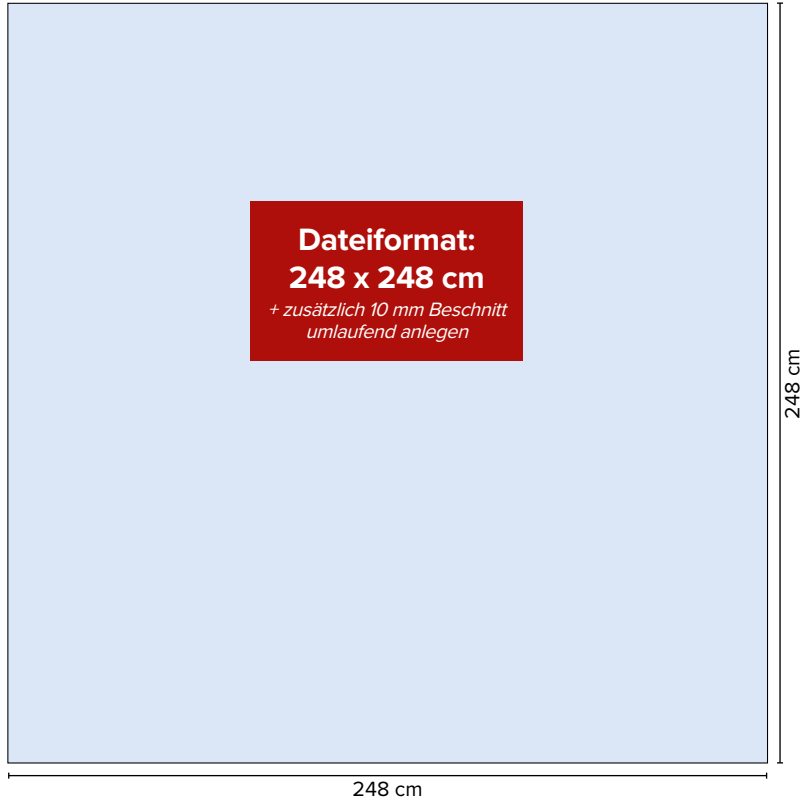 Dateiformat:
248 x 248 cm
+ zusätzlich 10 mm Beschnitt
umlaufend anlegen
248 cm
248 cm